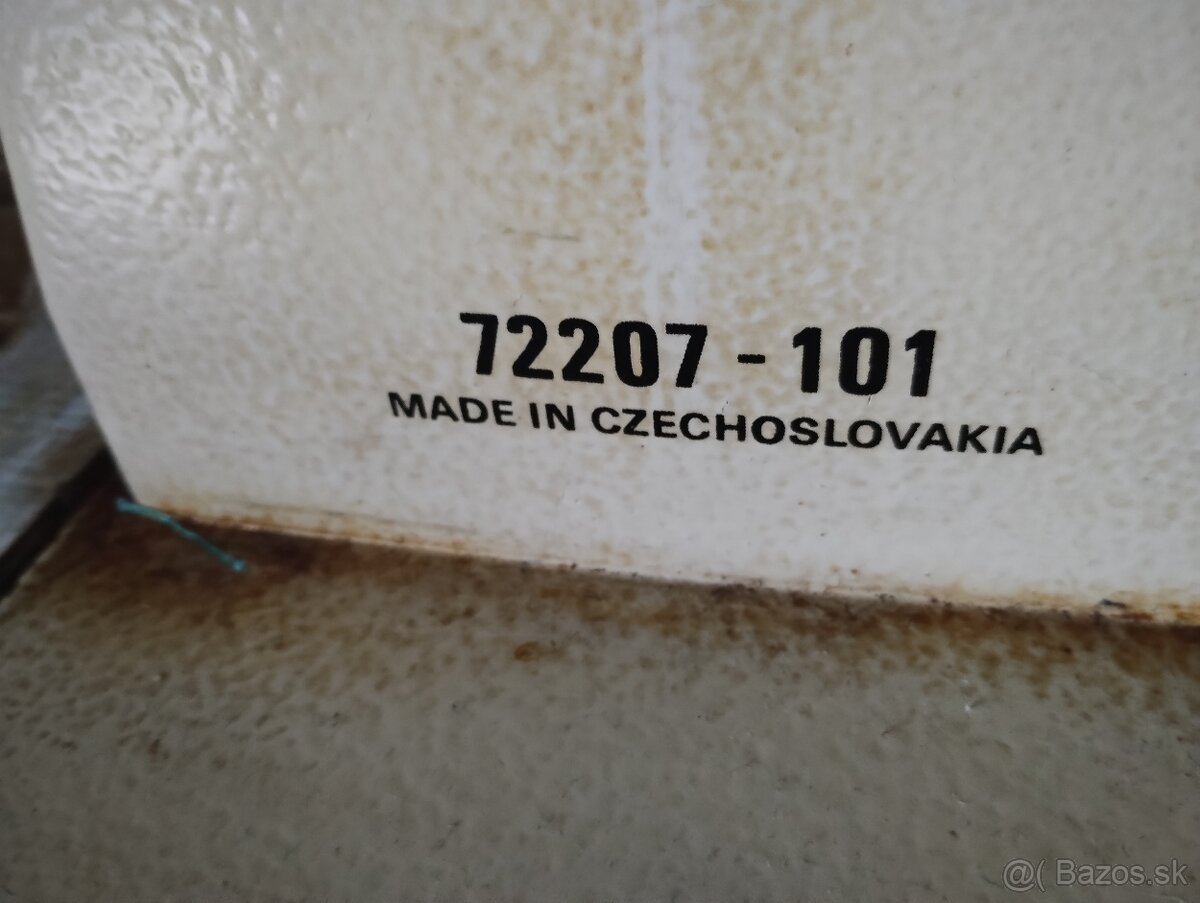 72207 - 101
MADE IN CZECHOSLOVAKIA
@( Bazos.sk